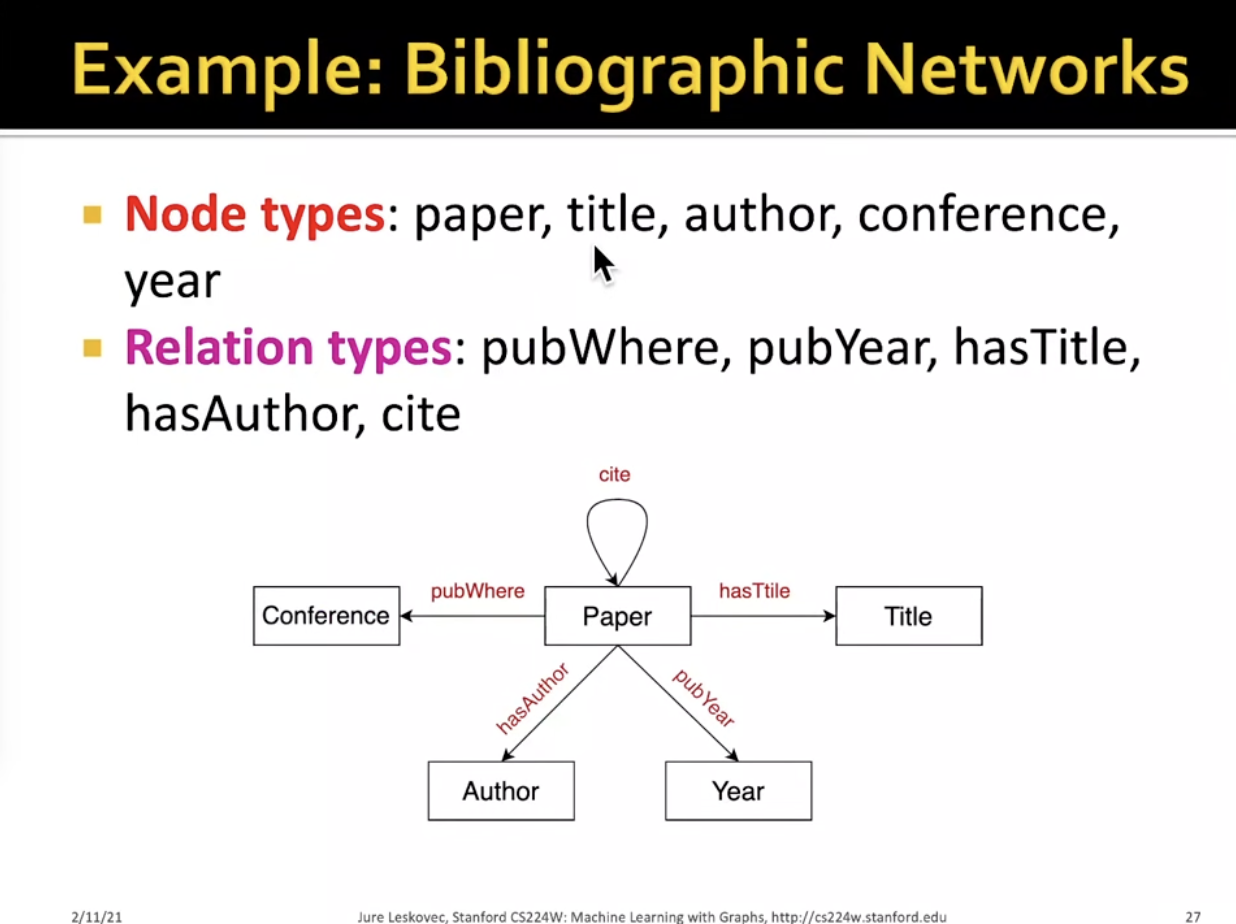 Example: Bibliographic Networks
Node types: paper, title, author, conference,
year
Relation types: pubWhere, pubYear, hasTitle,
hasAuthor, cite
cite
pubWhere
hasTtile
Conference
Paper
Title
hasAuthor
pubYear
Author
Year
2/11/21
Jure Leskovec, Stanford CS224W: Machine Learning with Graphs, http://cs224w.stanford.edu
27